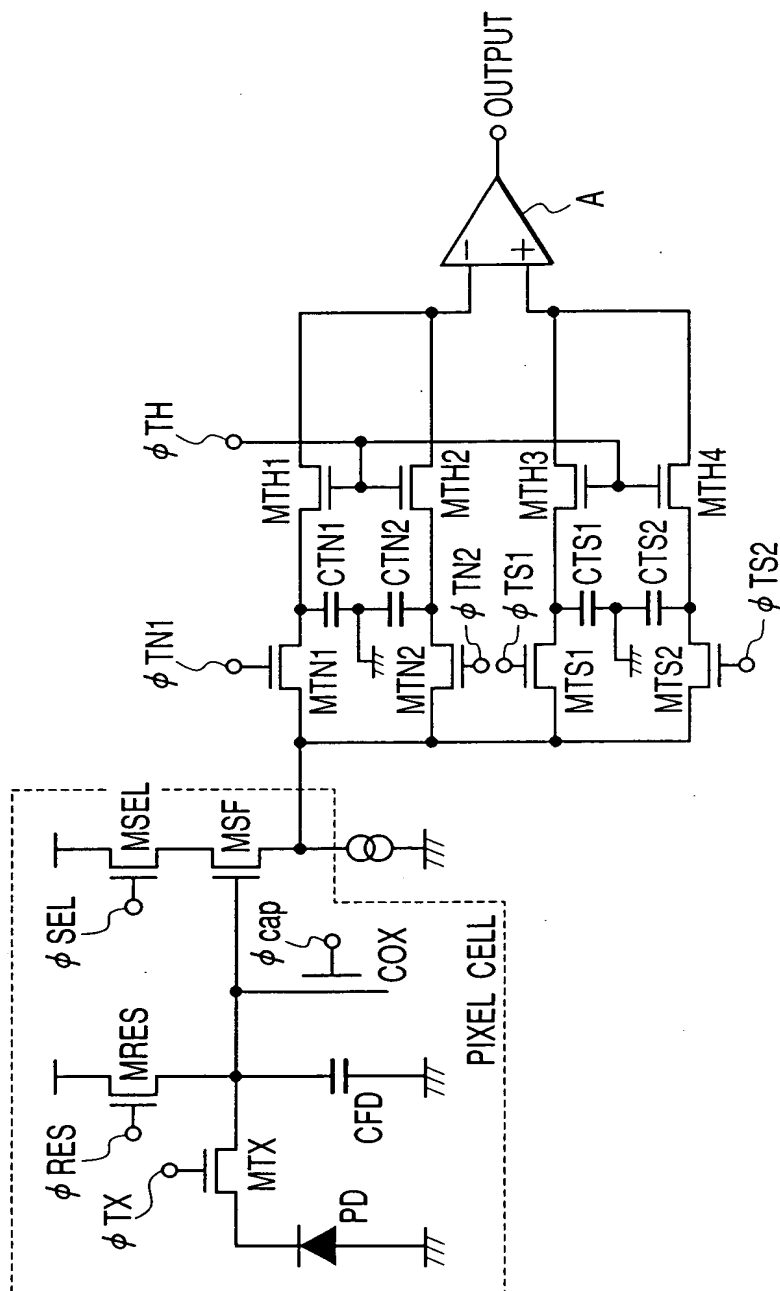 φSEL
MSEL
MSF
φcap
COX
φRES
MRES
φTX
MTX
CFD
PD
PIXEL CELL
φTH
φTN1
MTN1
CTN1
MTH1
MTN2
CTN2
MTH2
φTN2
φTS1
MTS1
CTS1
MTH3
MTS2
CTS2
MTH4
φTS2
−
+
A
OUTPUT